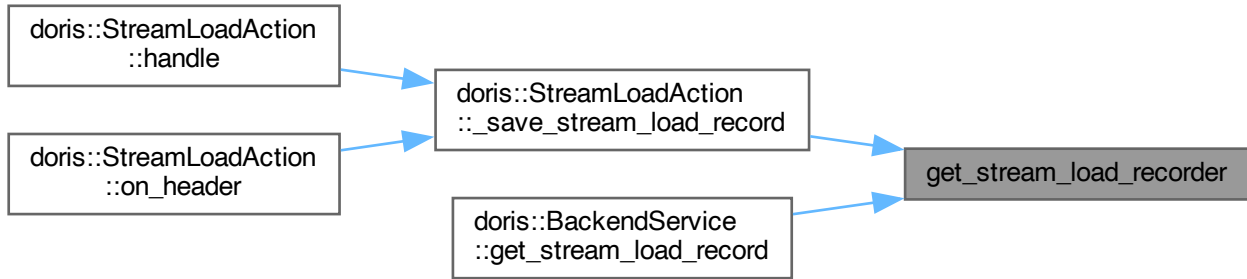 doris::StreamLoadAction
::handle
doris::StreamLoadAction
::on_header
doris::StreamLoadAction
::_save_stream_load_record
doris::BackendService
::get_stream_load_record
get_stream_load_recorder